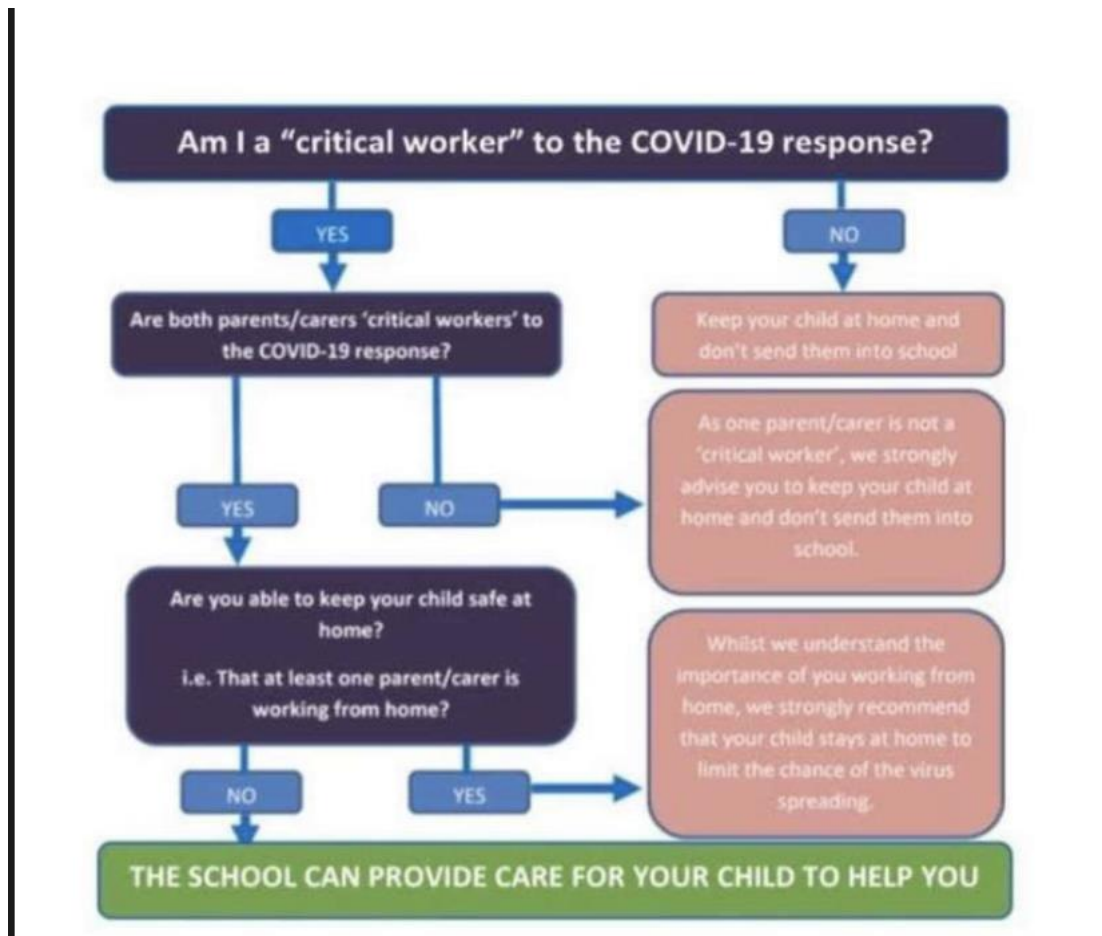 Am I a “critical worker” to the COVID-19 response?
YES
NO
Are both parents/carers ‘critical workers’ to
the COVID-19 response?
Keep your child at home and
don’t send them into school
YES
NO
As one parent/carer is not a
‘critical worker’, we strongly
advise you to keep your child at
home and don’t send them into
school.
Are you able to keep your child safe at
home?
i.e. That at least one parent/carer is
working from home?
NO
YES
Whilst we understand the
importance of you working from
home, we strongly recommend
that your child stays at home to
limit the chance of the virus
spreading.
THE SCHOOL CAN PROVIDE CARE FOR YOUR CHILD TO HELP YOU